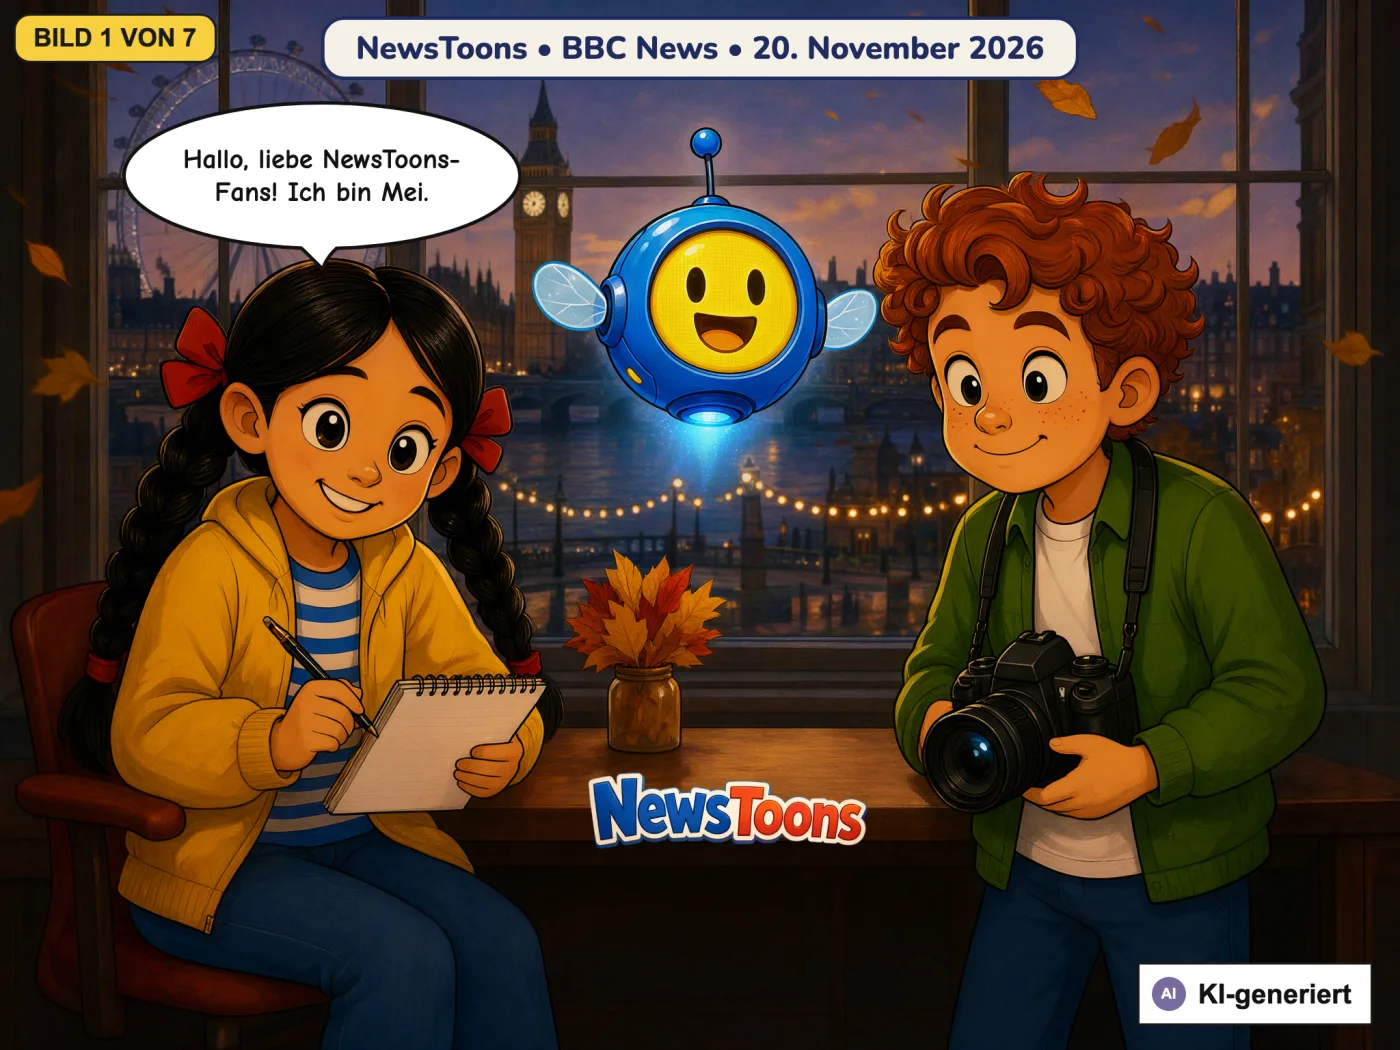 BILD 1 VON 7
NewsToons • BBC News • 20. November 2026
Hallo, liebe NewsToons-
Fans! Ich bin Mei.
NewsToons
AI KI-generiert